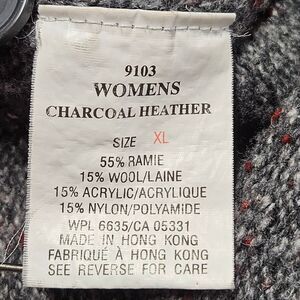 9103
WOMENS
CHARCOAL HEATHER
SIZE XL
55% RAMIE
15% WOOL/LAINE
15% ACRYLIC/ACRYLIQUE
15% NYLON/POLYAMIDE
WPL 6635/CA 05331
MADE IN HONG KONG
FABRIQUÉ À HONG KONG
SEE REVERSE FOR CARE